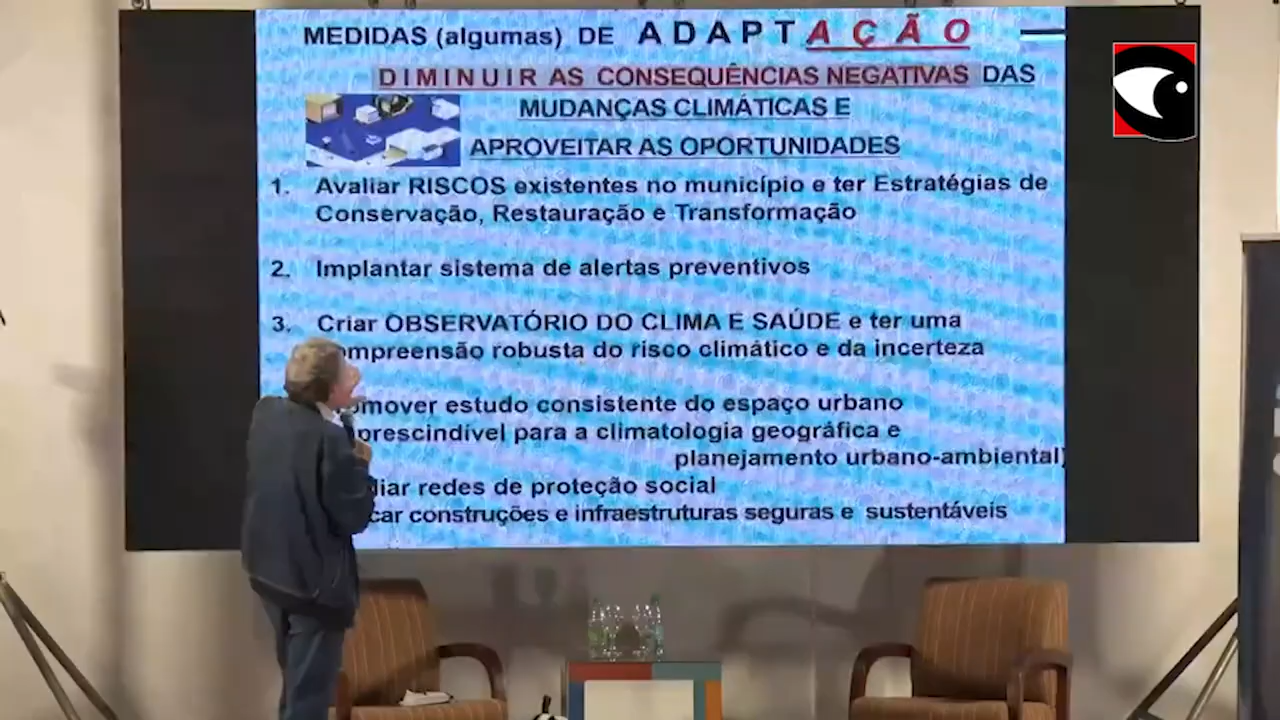 MEDIDAS (algumas) DE ADAPTAÇÃO
DIMINUIR AS CONSEQUÊNCIAS NEGATIVAS DAS
MUDANÇAS CLIMÁTICAS E
APROVEITAR AS OPORTUNIDADES
1. Avaliar RISCOS existentes no município e ter Estratégias de
Conservação, Restauração e Transformação
2. Implantar sistema de alertas preventivos
3. Criar OBSERVATÓRIO DO CLIMA E SAÚDE e ter uma
ompreensão robusta do risco climático e da incerteza
omover estudo consistente do espaço urbano
prescindível para a climatologia geográfica e
planejamento urbano-ambiental)
liar redes de proteção social
car construções e infraestruturas seguras e sustentáveis